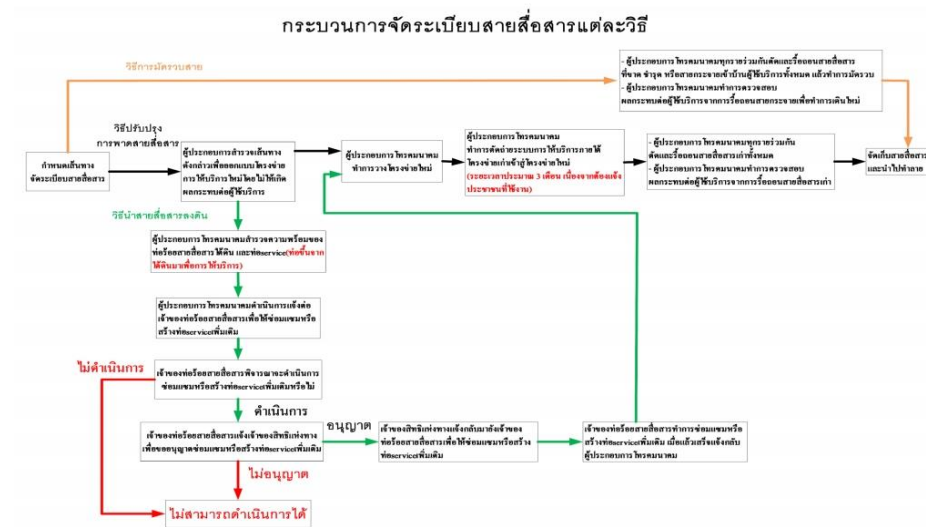 กระบวนการจัดระเบียบสายสื่อสารแต่ละวิธี
วิธีการมัดรวบสาย
- ผู้ประกอบการโทรคมนาคมทุกรายร่วมกันตัดและรื้อถอนสายสื่อสาร
ที่ขาด ชำรุด หรือสายกระจายเข้าบ้านผู้ใช้บริการทั้งหมด แล้วทำการมัดรวบ
- ผู้ประกอบการโทรคมนาคมทำการตรวจสอบ
ผลกระทบต่อผู้ใช้บริการจากการรื้อถอนสายกระจายเพื่อทำการเดินใหม่
วิธีปรับปรุง
การพาดสายสื่อสาร
กำหนดเส้นทาง
จัดระเบียบสายสื่อสาร
ผู้ประกอบการสำรวจเส้นทาง
ดังกล่าวเพื่อออกแบบโครงข่าย
การให้บริการใหม่โดยไม่ให้เกิด
ผลกระทบต่อผู้ใช้บริการ
ผู้ประกอบการโทรคมนาคม
ทำการวางโครงข่ายใหม่
ผู้ประกอบการโทรคมนาคม
ทำการตัดถ่ายระบบการให้บริการภายใต้
โครงข่ายเก่าเข้าสู่โครงข่ายใหม่
(ระยะเวลาประมาณ 3 เดือน เนื่องจากต้องแจ้ง
ประชาชนที่ใช้งาน)
- ผู้ประกอบการโทรคมนาคมทุกรายร่วมกัน
ตัดและรื้อถอนสายสื่อสารเก่าทั้งหมด
- ผู้ประกอบการโทรคมนาคมทำการตรวจสอบ
ผลกระทบต่อผู้ใช้บริการจากการรื้อถอนสายสื่อสารเก่า
จัดเก็บสายสื่อสาร
และนำไปทำลาย
วิธีนำสายสื่อสารลงดิน
ผู้ประกอบการโทรคมนาคมสำรวจความพร้อมของ
ท่อร้อยสายสื่อสารใต้ดิน และท่อservice(ท่อขึ้นจาก
ใต้ดินมาเพื่อการให้บริการ)
ผู้ประกอบการโทรคมนาคมดำเนินการแจ้งต่อ
เจ้าของท่อร้อยสายสื่อสารเพื่อให้ซ่อมแซมหรือ
สร้างท่อserviceเพิ่มเติม
ไม่ดำเนินการ
เจ้าของท่อร้อยสายสื่อสารพิจารณาจะดำเนินการ
ซ่อมแซมหรือสร้างท่อserviceเพิ่มเติมหรือไม่
ดำเนินการ
อนุญาต
เจ้าของท่อร้อยสายสื่อสารแจ้งเจ้าของสิทธิแห่งทาง
เพื่อขออนุญาตซ่อมแซมหรือสร้างท่อserviceเพิ่มเติม
เจ้าของสิทธิแห่งทางแจ้งกลับมายังเจ้าของ
ท่อร้อยสายสื่อสารเพื่อให้ซ่อมแซมหรือสร้าง
ท่อserviceเพิ่มเติม
เจ้าของท่อร้อยสายสื่อสารทำการซ่อมแซมหรือ
สร้างท่อserviceเพิ่มเติม เมื่อแล้วเสร็จแจ้งกลับ
ผู้ประกอบการโทรคมนาคม
ไม่อนุญาต
ไม่สามารถดำเนินการได้